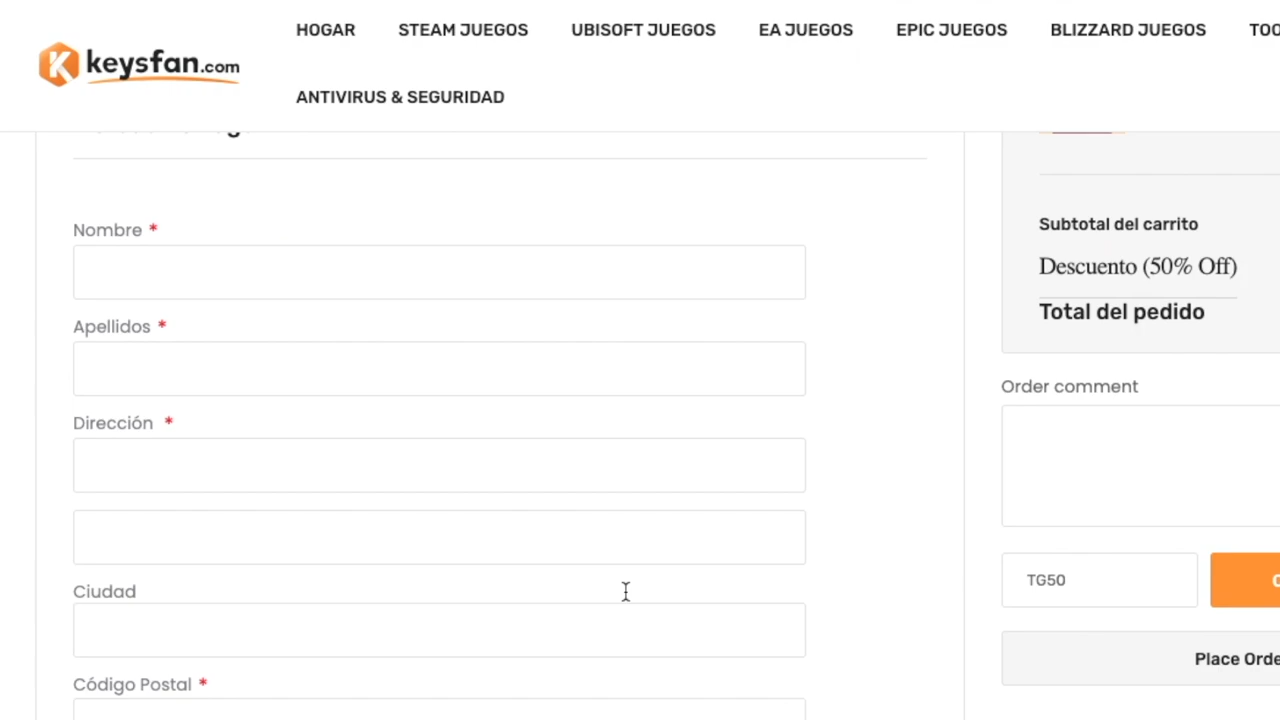 keysfan.com
HOGAR STEAM JUEGOS UBISOFT JUEGOS EA JUEGOS EPIC JUEGOS BLIZZARD JUEGOS
ANTIVIRUS & SEGURIDAD
Nombre *
Apellidos *
Dirección *
Ciudad
Código Postal *
Subtotal del carrito
Descuento (50% Off)
Total del pedido
Order comment
TG50
Place